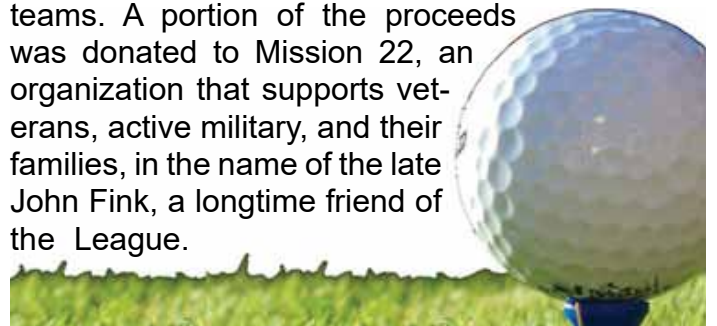 teams. A portion of the proceeds
was donated to Mission 22, an
organization that supports vet-
erans, active military, and their
families, in the name of the late
John Fink, a longtime friend of
the League.